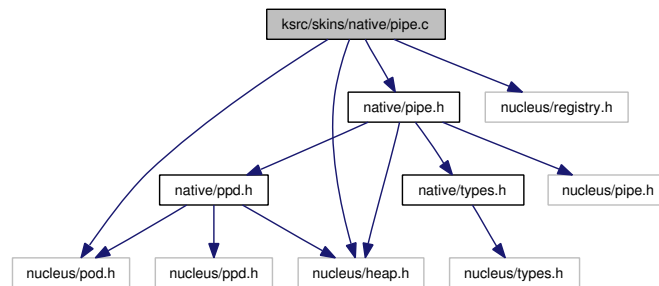 ksrc/skins/native/pipe.c
native/pipe.h
nucleus/registry.h
native/ppd.h
native/types.h
nucleus/pipe.h
nucleus/pod.h
nucleus/ppd.h
nucleus/heap.h
nucleus/types.h